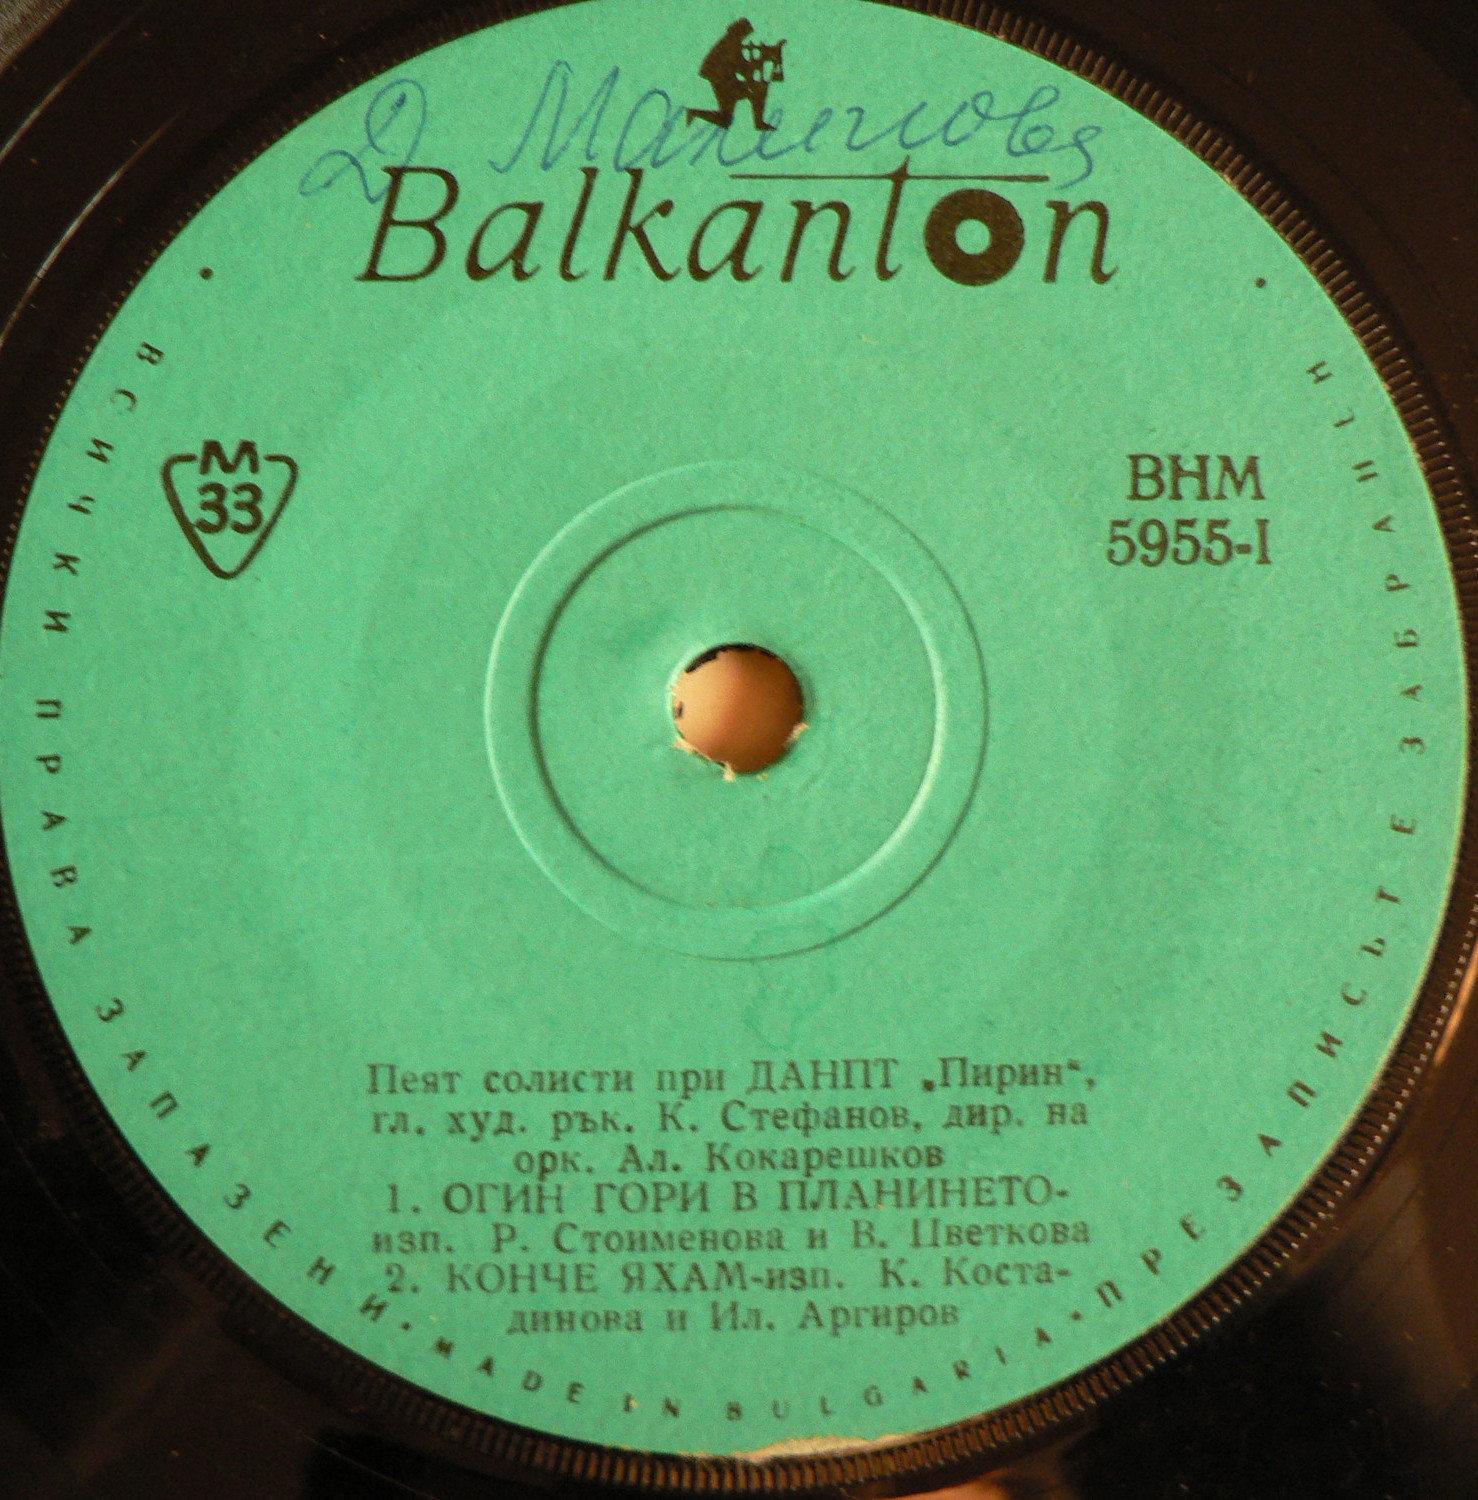 Balkanton
М
33
ВНМ
5955-I
Пеят солисти при ДАНПТ „Пирин“,
гл. худ. рък. К. Стефанов, дир. на
орк. Ал. Кокарешков
1. ОГИН ГОРИ В ПЛАНИНЕТО-
изп. Р. Стоименова и В. Цветкова
2. КОНЧЕ ЯХАМ-изп. К. Коста-
динова и Ил. Аргиров
• ВСИЧКИ ПРАВА ЗАПАЗЕНИ • MADE IN BULGARIA • ПРЕЗАПИСЪТ Е ЗАБРАНЕН •